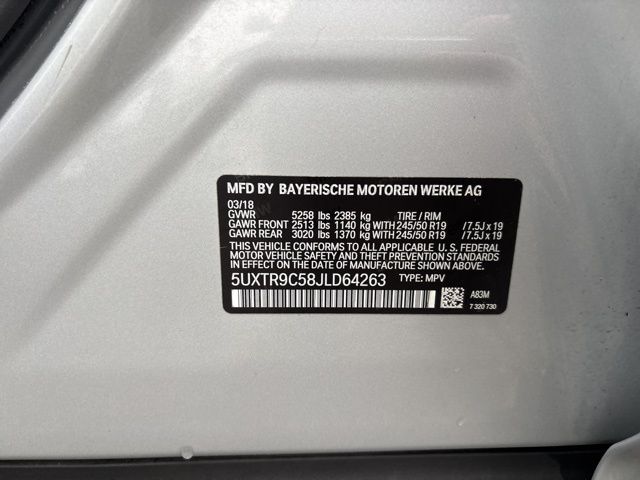 MFD BY BAYERISCHE MOTOREN WERKE AG
03/18
GVWR 5258 lbs 2385 kg TIRE / RIM
GAWR FRONT 2513 lbs 1140 kg WITH 245/50 R19 / 7.5J x 19
GAWR REAR 3020 lbs 1370 kg WITH 245/50 R19 / 7.5J x 19
THIS VEHICLE CONFORMS TO ALL APPLICABLE U. S. FEDERAL
MOTOR VEHICLE SAFETY AND THEFT PREVENTION STANDARDS
IN EFFECT ON THE DATE OF MANUFACTURE SHOWN ABOVE.
5UXTR9C58JLD64263 TYPE: MPV
A83M
7 320 730